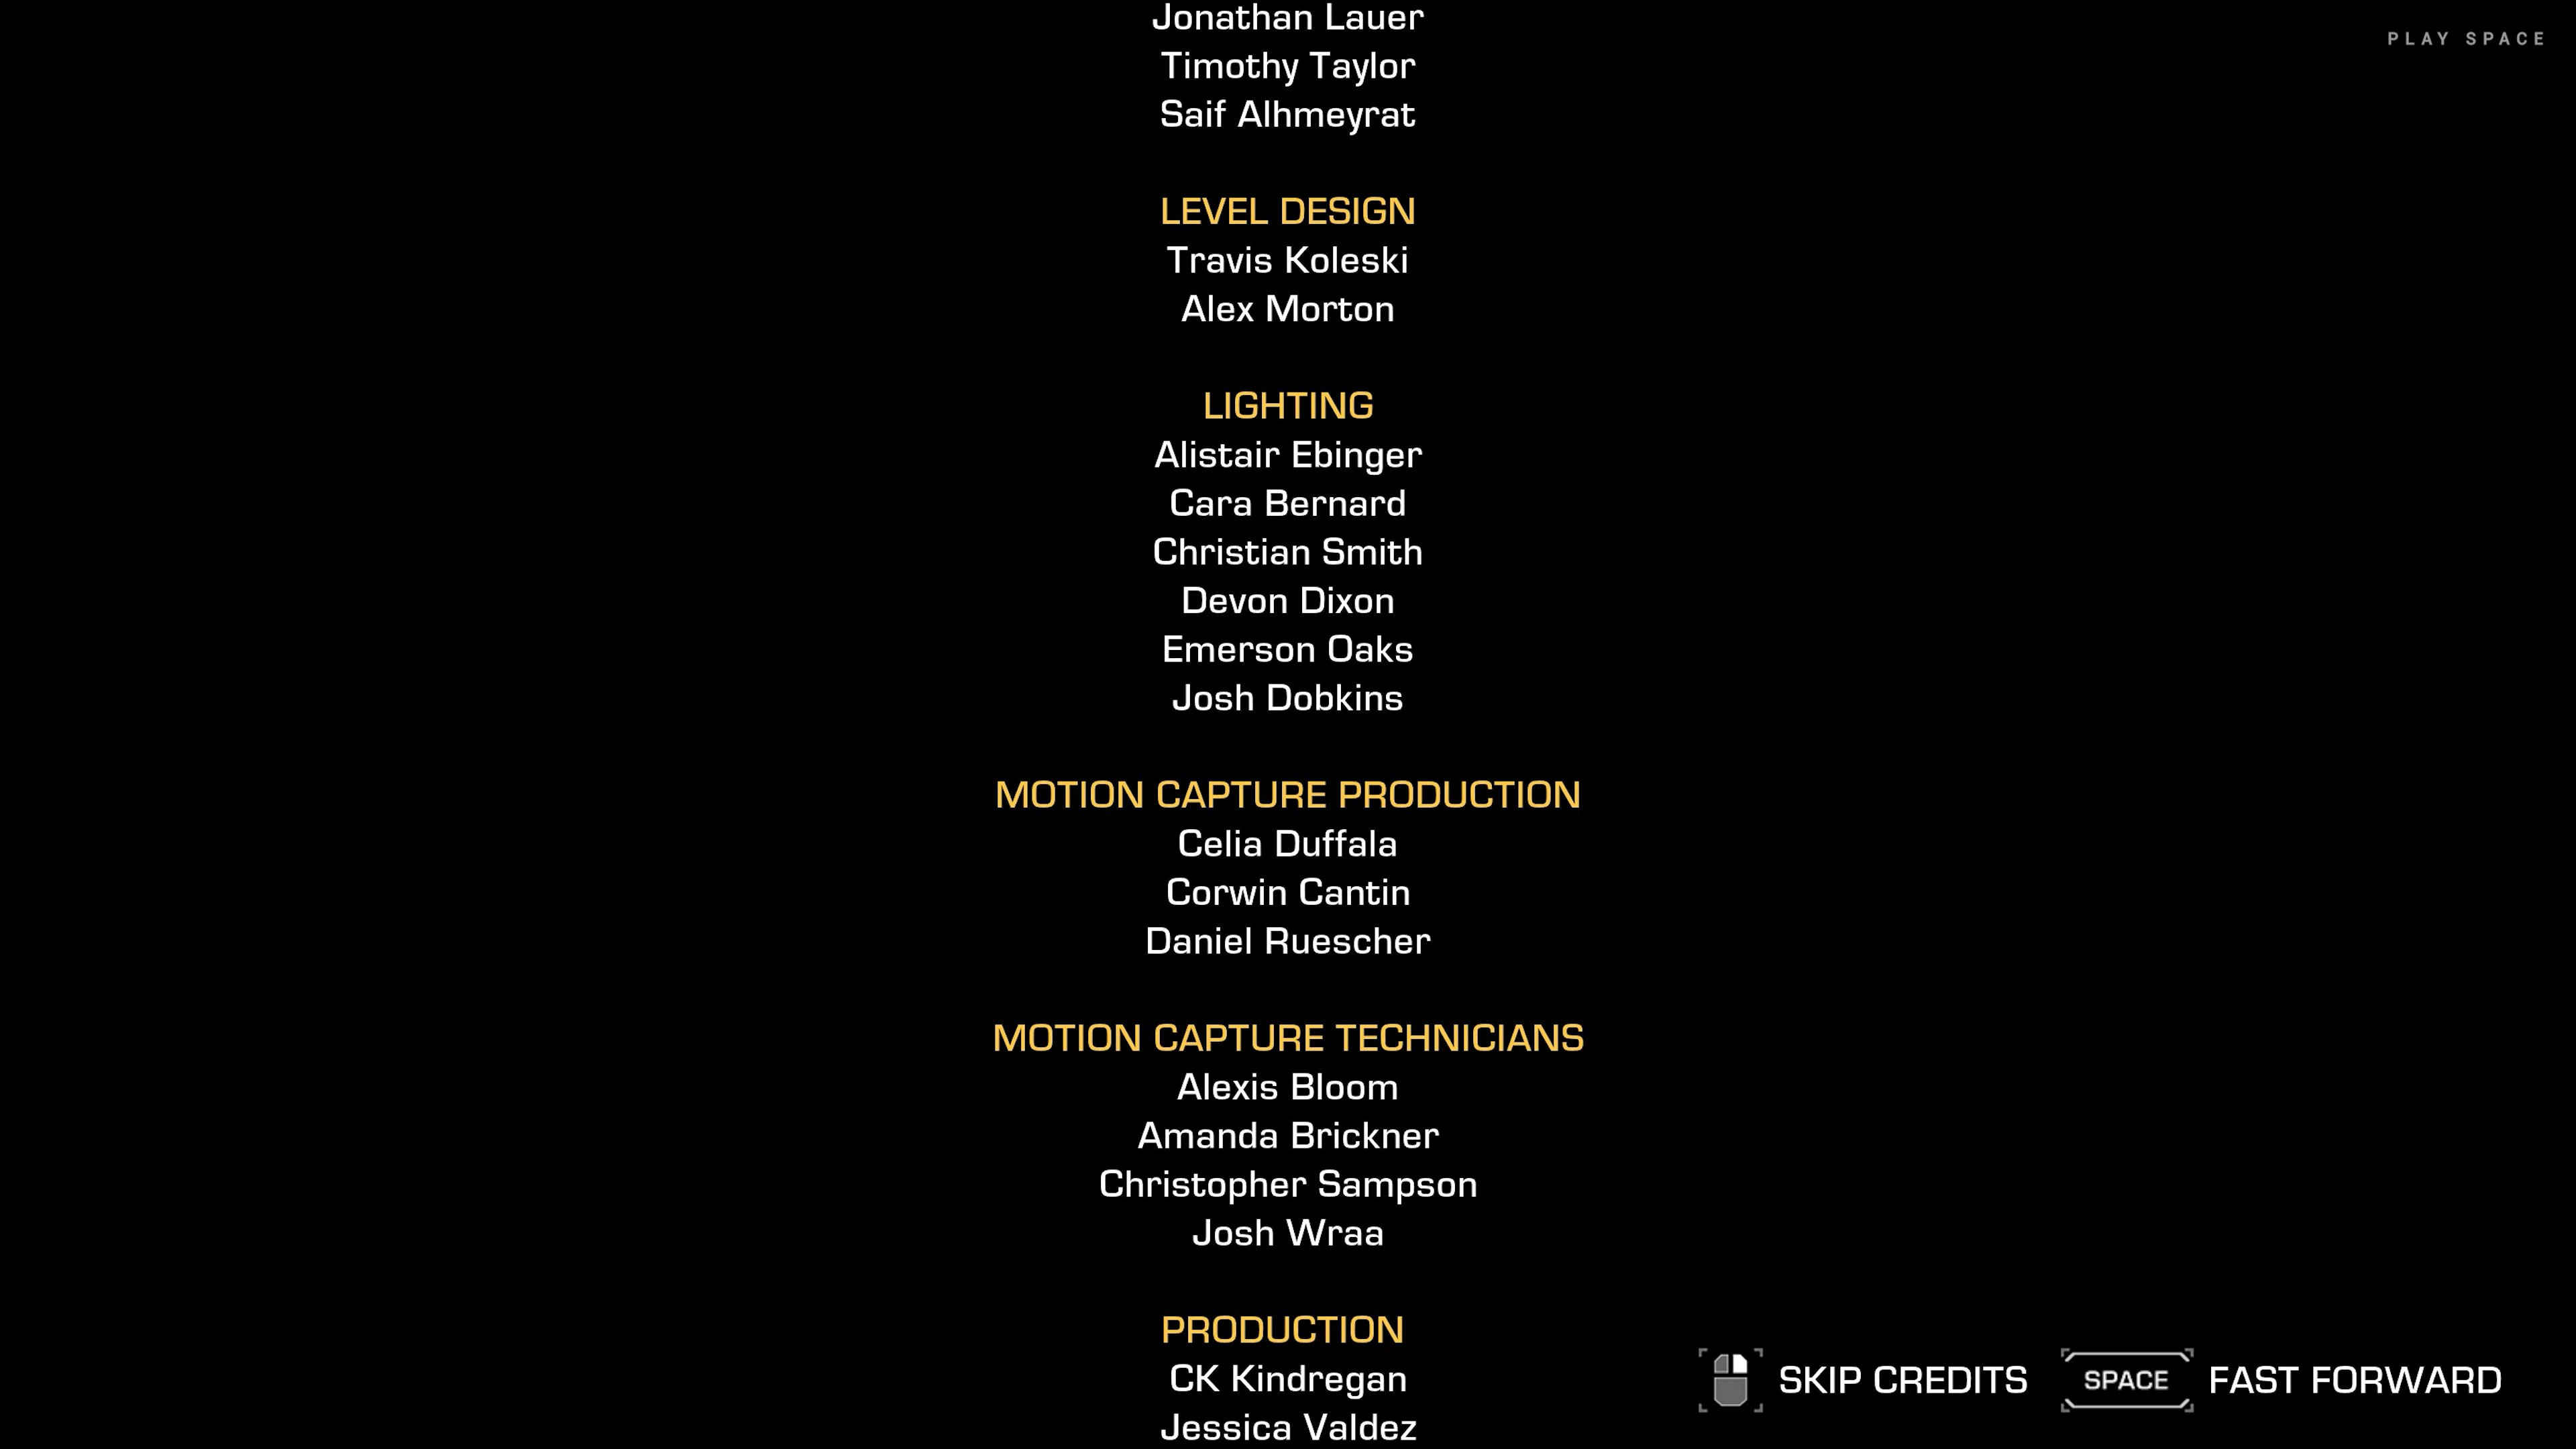 Jonathan Lauer
PLAY SPACE
Timothy Taylor
Saif Alhmeyrat
LEVEL DESIGN
Travis Koleski
Alex Morton
LIGHTING
Alistair Ebinger
Cara Bernard
Christian Smith
Devon Dixon
Emerson Oaks
Josh Dobkins
MOTION CAPTURE PRODUCTION
Celia Duffala
Corwin Cantin
Daniel Ruescher
MOTION CAPTURE TECHNICIANS
Alexis Bloom
Amanda Brickner
Christopher Sampson
Josh Wraa
PRODUCTION
CK Kindregan
Jessica Valdez
SKIP CREDITS
SPACE FAST FORWARD